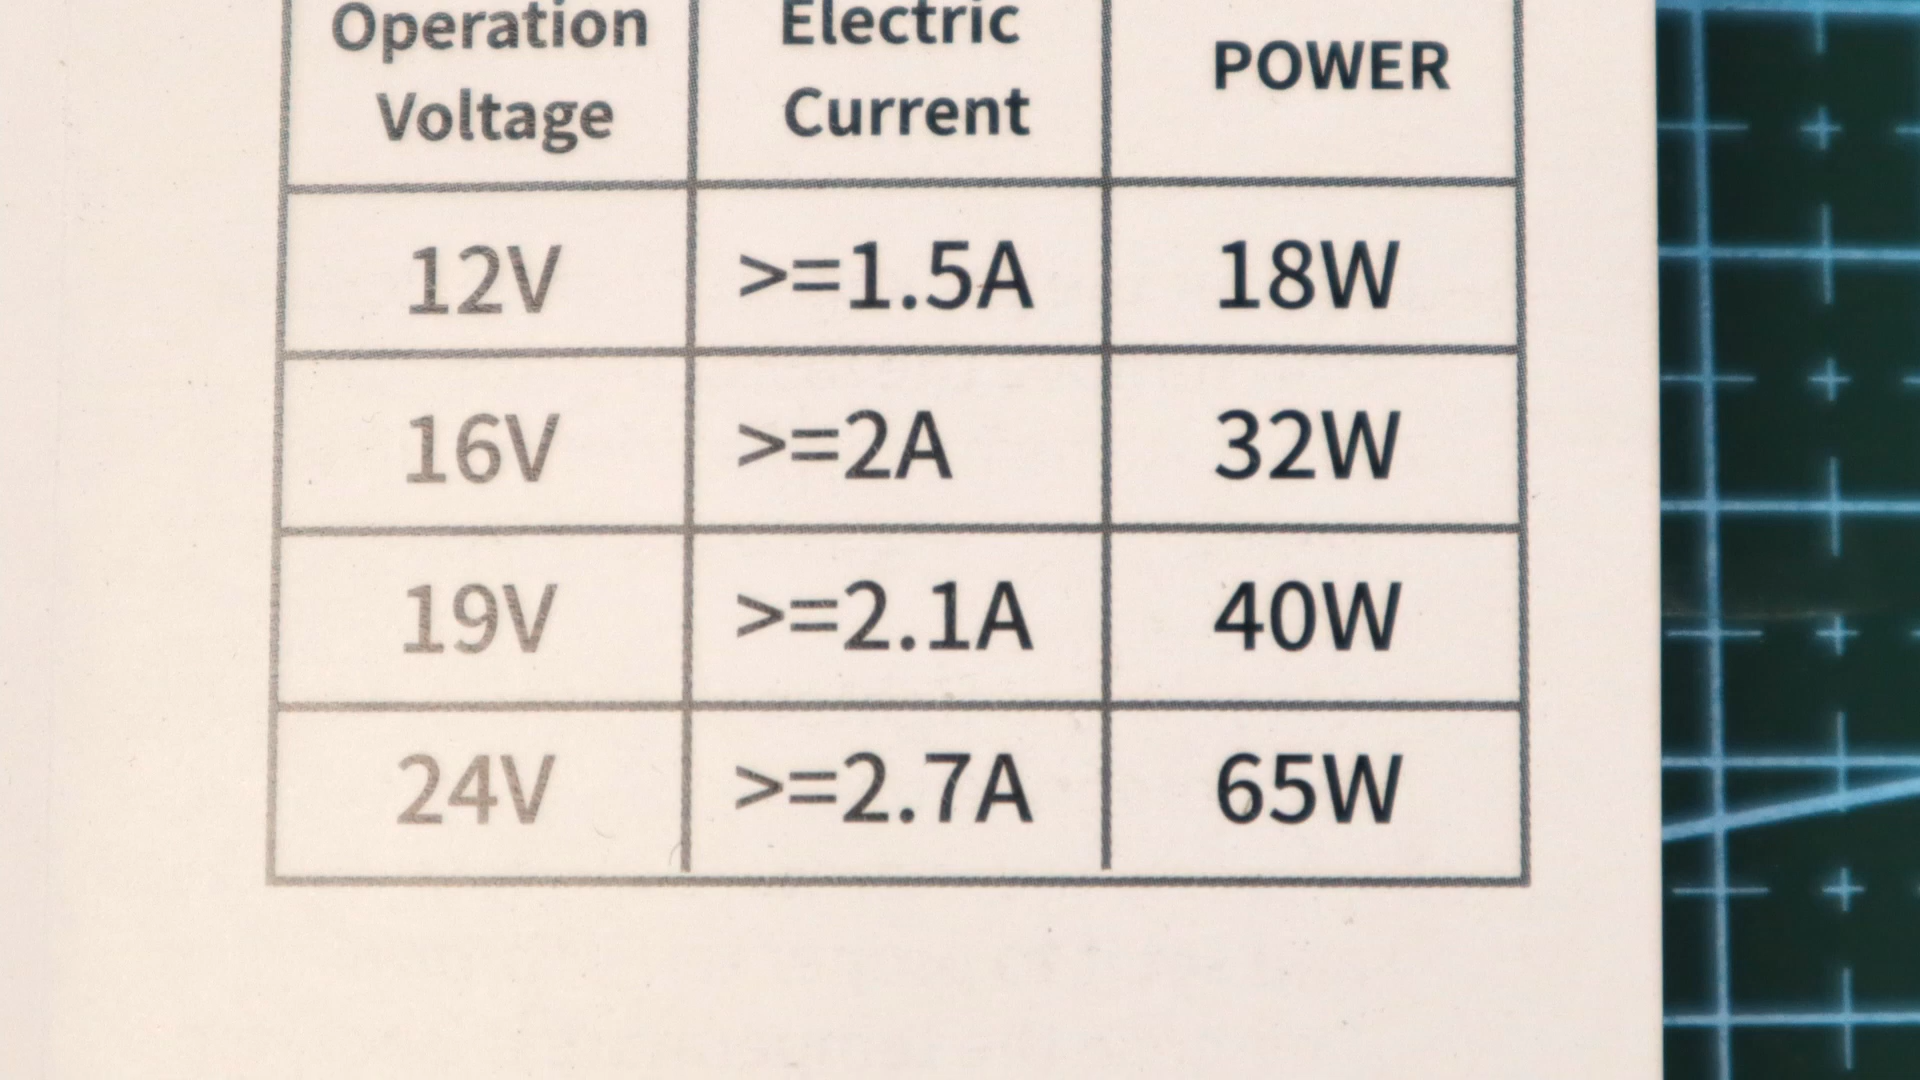 Operation Voltage Electric Current POWER
12V >=1.5A 18W
16V >=2A 32W
19V >=2.1A 40W
24V >=2.7A 65W